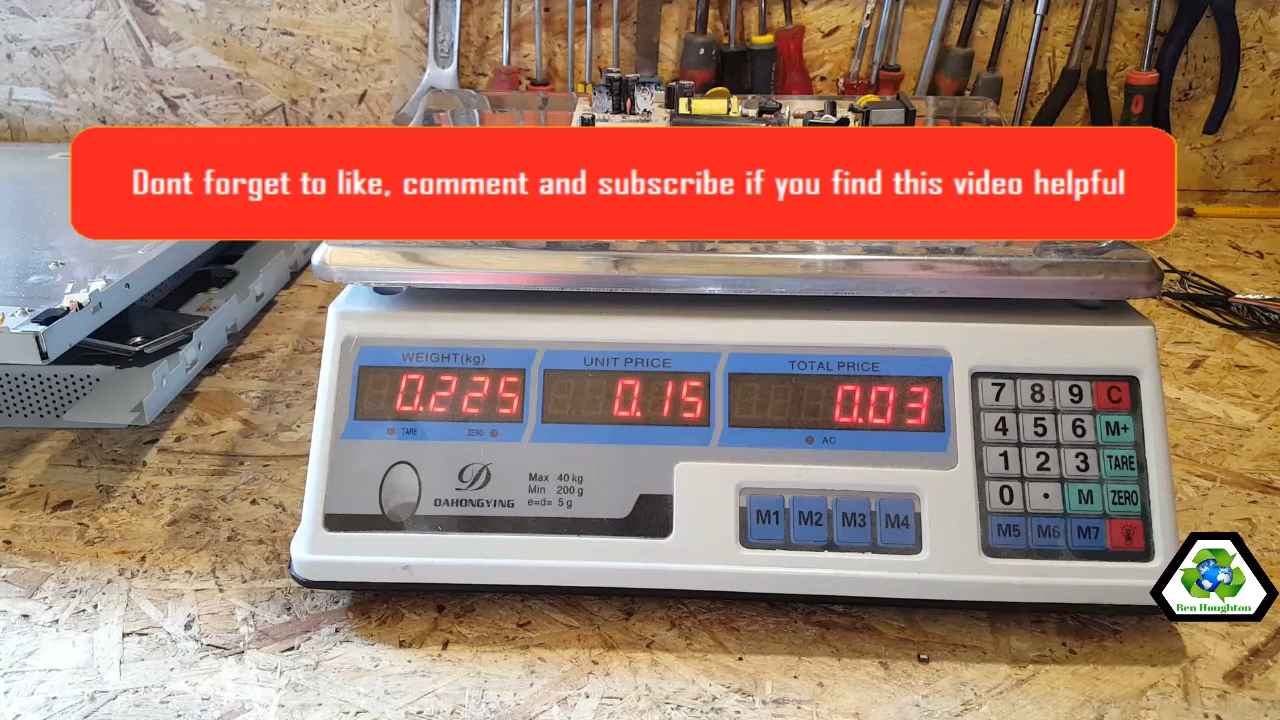 Dont forget to like, comment and subscribe if you find this video helpful
WEIGHT(kg) UNIT PRICE TOTAL PRICE
0.225 0.15 0.03
TARE ZERO AC
DAHONGYING
Max 40 kg
Min 200 g
e=d= 5 g
M1 M2 M3 M4
7 8 9 C
4 5 6 M+
1 2 3 TARE
0 . M ZERO
M5 M6 M7
Ren Houghton